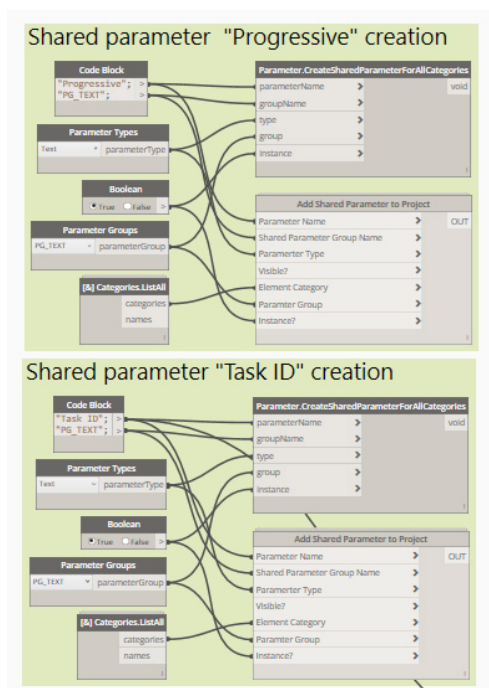 Shared parameter "Progressive" creation
Code Block
"Progressive"; >
"PG_TEXT"; >
Parameter Types
Text parameterType
Boolean
True False >
Parameter Groups
PG_TEXT parameterGroup
[&] Categories.ListAll
categories
names
Parameter.CreateSharedParameterForAllCategories
parameterName > void
groupName >
type >
group >
instance >
Add Shared Parameter to Project
Parameter Name > OUT
Shared Parameter Group Name >
Paramerter Type >
Visible? >
Element Category >
Paramter Group >
Instance? >
Shared parameter "Task ID" creation
Code Block
"Task ID"; >
"PG_TEXT"; >
Parameter Types
Text parameterType
Boolean
True False >
Parameter Groups
PG_TEXT parameterGroup
[&] Categories.ListAll
categories
names
Parameter.CreateSharedParameterForAllCategories
parameterName > void
groupName >
type >
group >
instance >
Add Shared Parameter to Project
Parameter Name > OUT
Shared Parameter Group Name >
Paramerter Type >
Visible? >
Element Category >
Paramter Group >
Instance? >